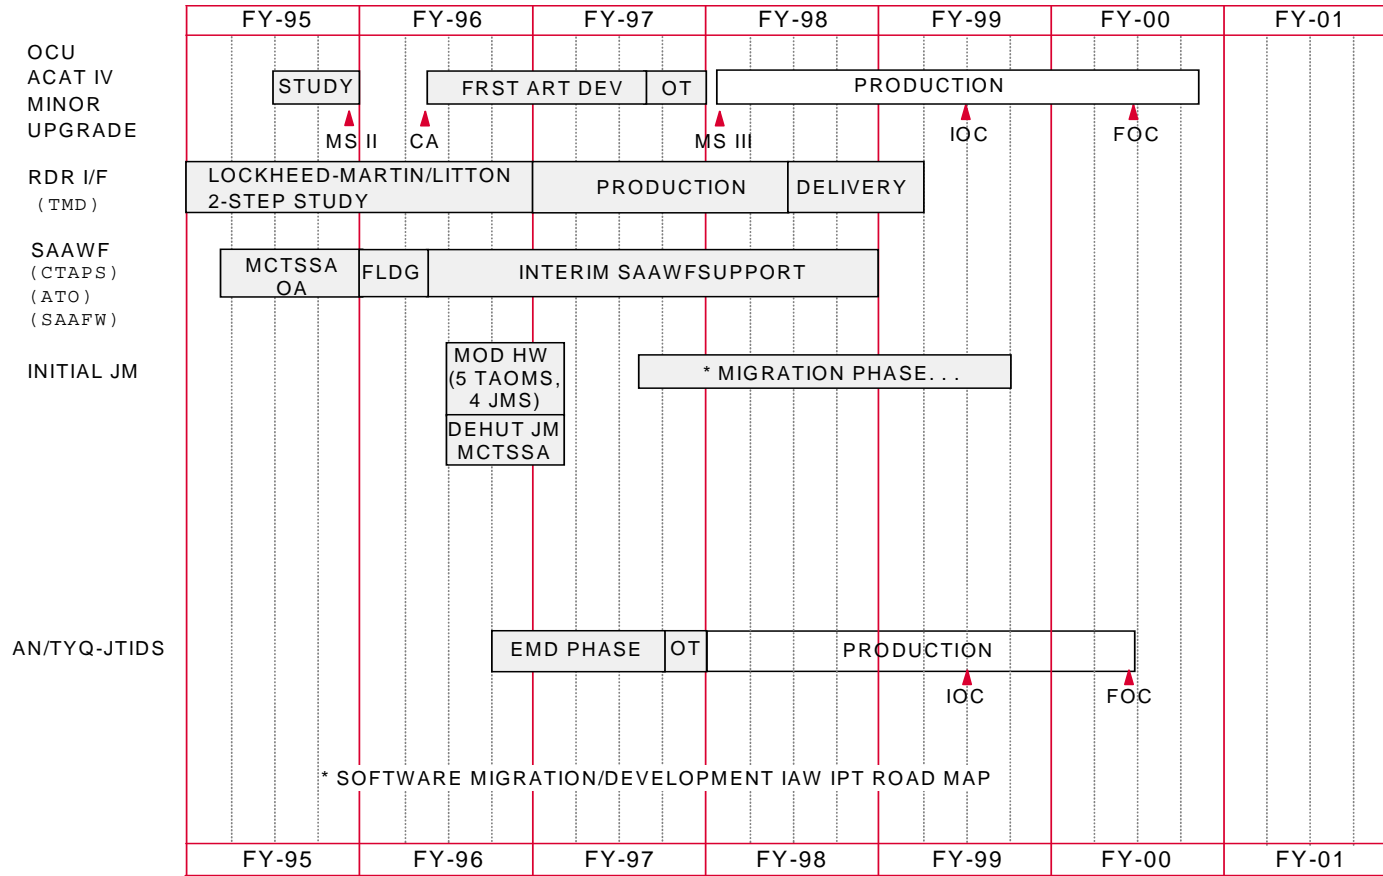 FY-95 FY-96 FY-97 FY-98 FY-99 FY-00 FY-01
OCU
ACAT IV
MINOR
UPGRADE
STUDY FRST ART DEV OT PRODUCTION
MS II CA MS III IOC FOC
RDR I/F
(TMD)
LOCKHEED-MARTIN/LITTON
2-STEP STUDY
PRODUCTION DELIVERY
SAAWF
(CTAPS)
(ATO)
(SAAFW)
MCTSSA
OA
FLDG INTERIM SAAWFSUPPORT
INITIAL JM
MOD HW
(5 TAOMS,
4 JMS)
DEHUT JM
MCTSSA
* MIGRATION PHASE. . .
AN/TYQ-JTIDS EMD PHASE OT PRODUCTION
IOC FOC
* SOFTWARE MIGRATION/DEVELOPMENT IAW IPT ROAD MAP
FY-95 FY-96 FY-97 FY-98 FY-99 FY-00 FY-01